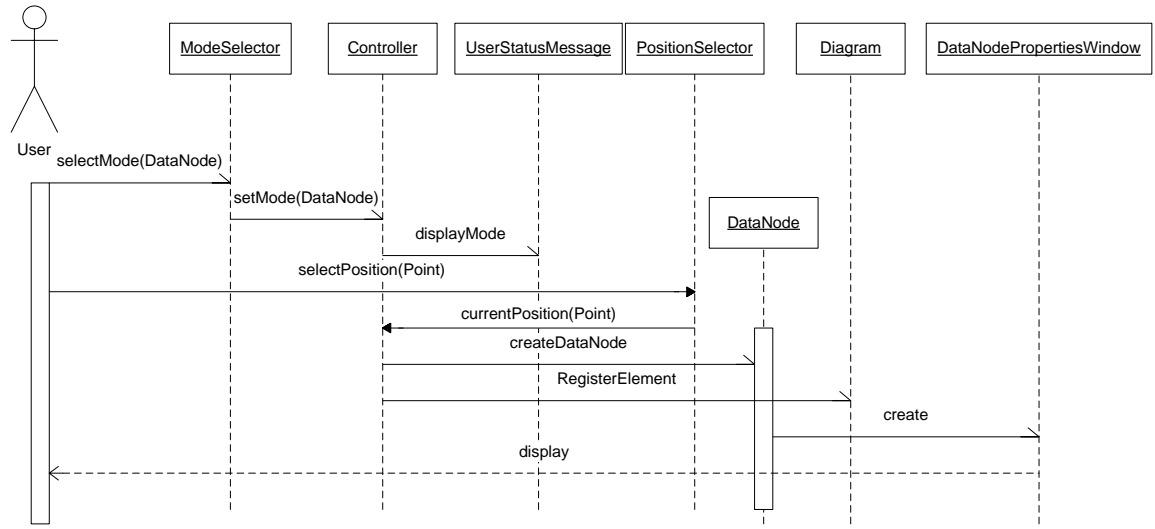 ModeSelector
Controller
UserStatusMessage
PositionSelector
Diagram
DataNodePropertiesWindow
User
selectMode(DataNode)
setMode(DataNode)
DataNode
displayMode
selectPosition(Point)
currentPosition(Point)
createDataNode
RegisterElement
create
display